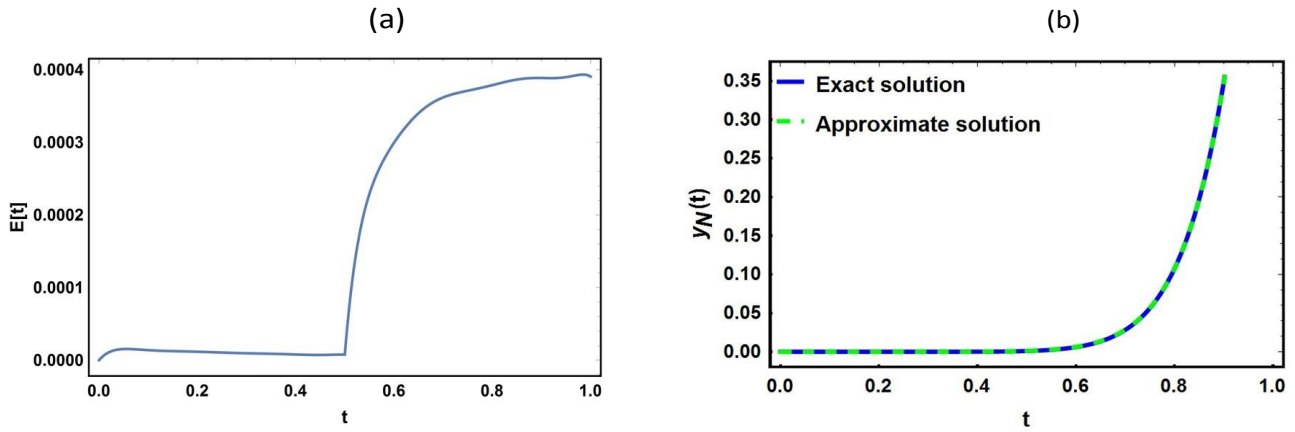 (a)
0.0004
0.0003
0.0002
0.0001
0.0000
E[t]
0.0 0.2 0.4 0.6 0.8 1.0
t
(b)
0.35
0.30
0.25
0.20
0.15
0.10
0.05
0.00
yN(t)
Exact solution
Approximate solution
0.0 0.2 0.4 0.6 0.8 1.0
t